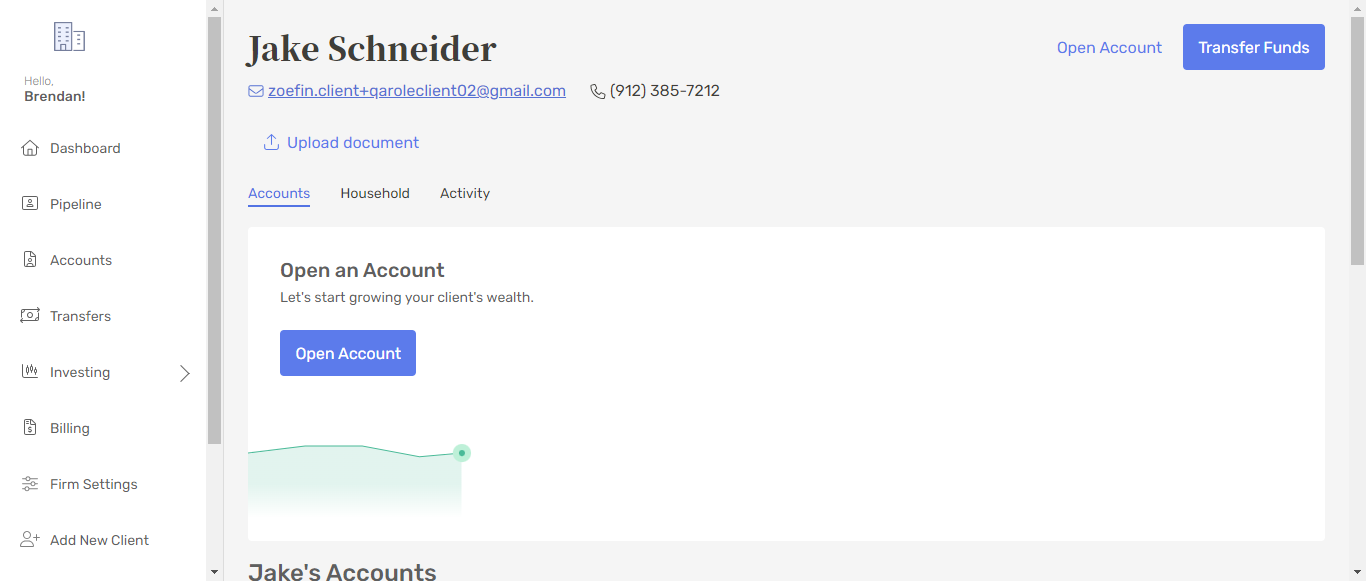 Hello,
Brendan!
Dashboard
Pipeline
Accounts
Transfers
Investing
Billing
Firm Settings
Add New Client
Jake Schneider
Open Account
Transfer Funds
zoefin.client+qaroleclient02@gmail.com
(912) 385-7212
Upload document
Accounts Household Activity
Open an Account
Let's start growing your client's wealth.
Open Account
Jake's Accounts